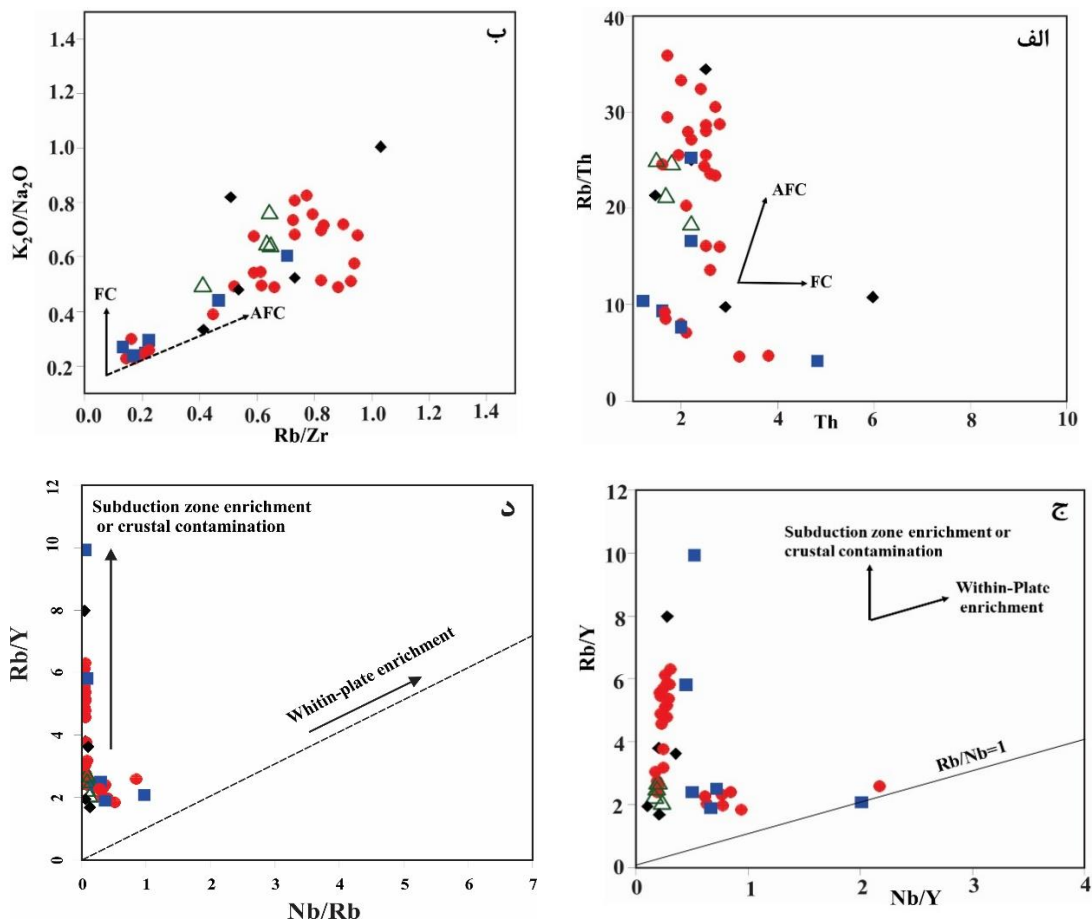 الف
40
30
20
10
0
Rb/Th
AFC
FC
2
4
6
8
10
Th
ب
1.4
1.2
1.0
0.8
0.6
0.4
0.2
K₂O/Na₂O
FC
AFC
0.0
0.2
0.4
0.6
0.8
1.0
1.2
1.4
Rb/Zr
ج
12
10
8
6
4
2
0
Rb/Y
Subduction zone enrichment or
crustal contamination
Within-Plate
enrichment
Rb/Nb=1
0
1
2
3
4
Nb/Y
د
12
10
8
6
4
2
0
Rb/Y
Subduction zone enrichment
or crustal contamination
Whitin-plate enrichment
0
1
2
3
4
5
6
7
Nb/Rb